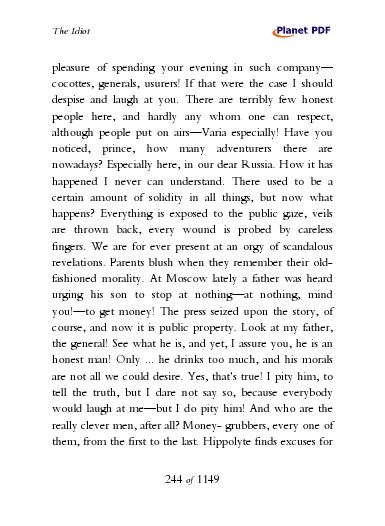 The Idiot
Planet PDF
pleasure of spending your evening in such company—
cocottes, generals, usurers! If that were the case I should
despise and laugh at you. There are terribly few honest
people here, and hardly any whom one can respect,
although people put on airs—Varia especially! Have you
noticed, prince, how many adventurers there are
nowadays? Especially here, in our dear Russia. How it has
happened I never can understand. There used to be a
certain amount of solidity in all things, but now what
happens? Everything is exposed to the public gaze, veils
are thrown back, every wound is probed by careless
fingers. We are for ever present at an orgy of scandalous
revelations. Parents blush when they remember their old-
fashioned morality. At Moscow lately a father was heard
urging his son to stop at nothing—at nothing, mind
you!—to get money! The press seized upon the story, of
course, and now it is public property. Look at my father,
the general! See what he is, and yet, I assure you, he is an
honest man! Only ... he drinks too much, and his morals
are not all we could desire. Yes, that's true! I pity him, to
tell the truth, but I dare not say so, because everybody
would laugh at me—but I do pity him! And who are the
really clever men, after all? Money- grubbers, every one of
them, from the first to the last. Hippolyte finds excuses for
244 of 1149